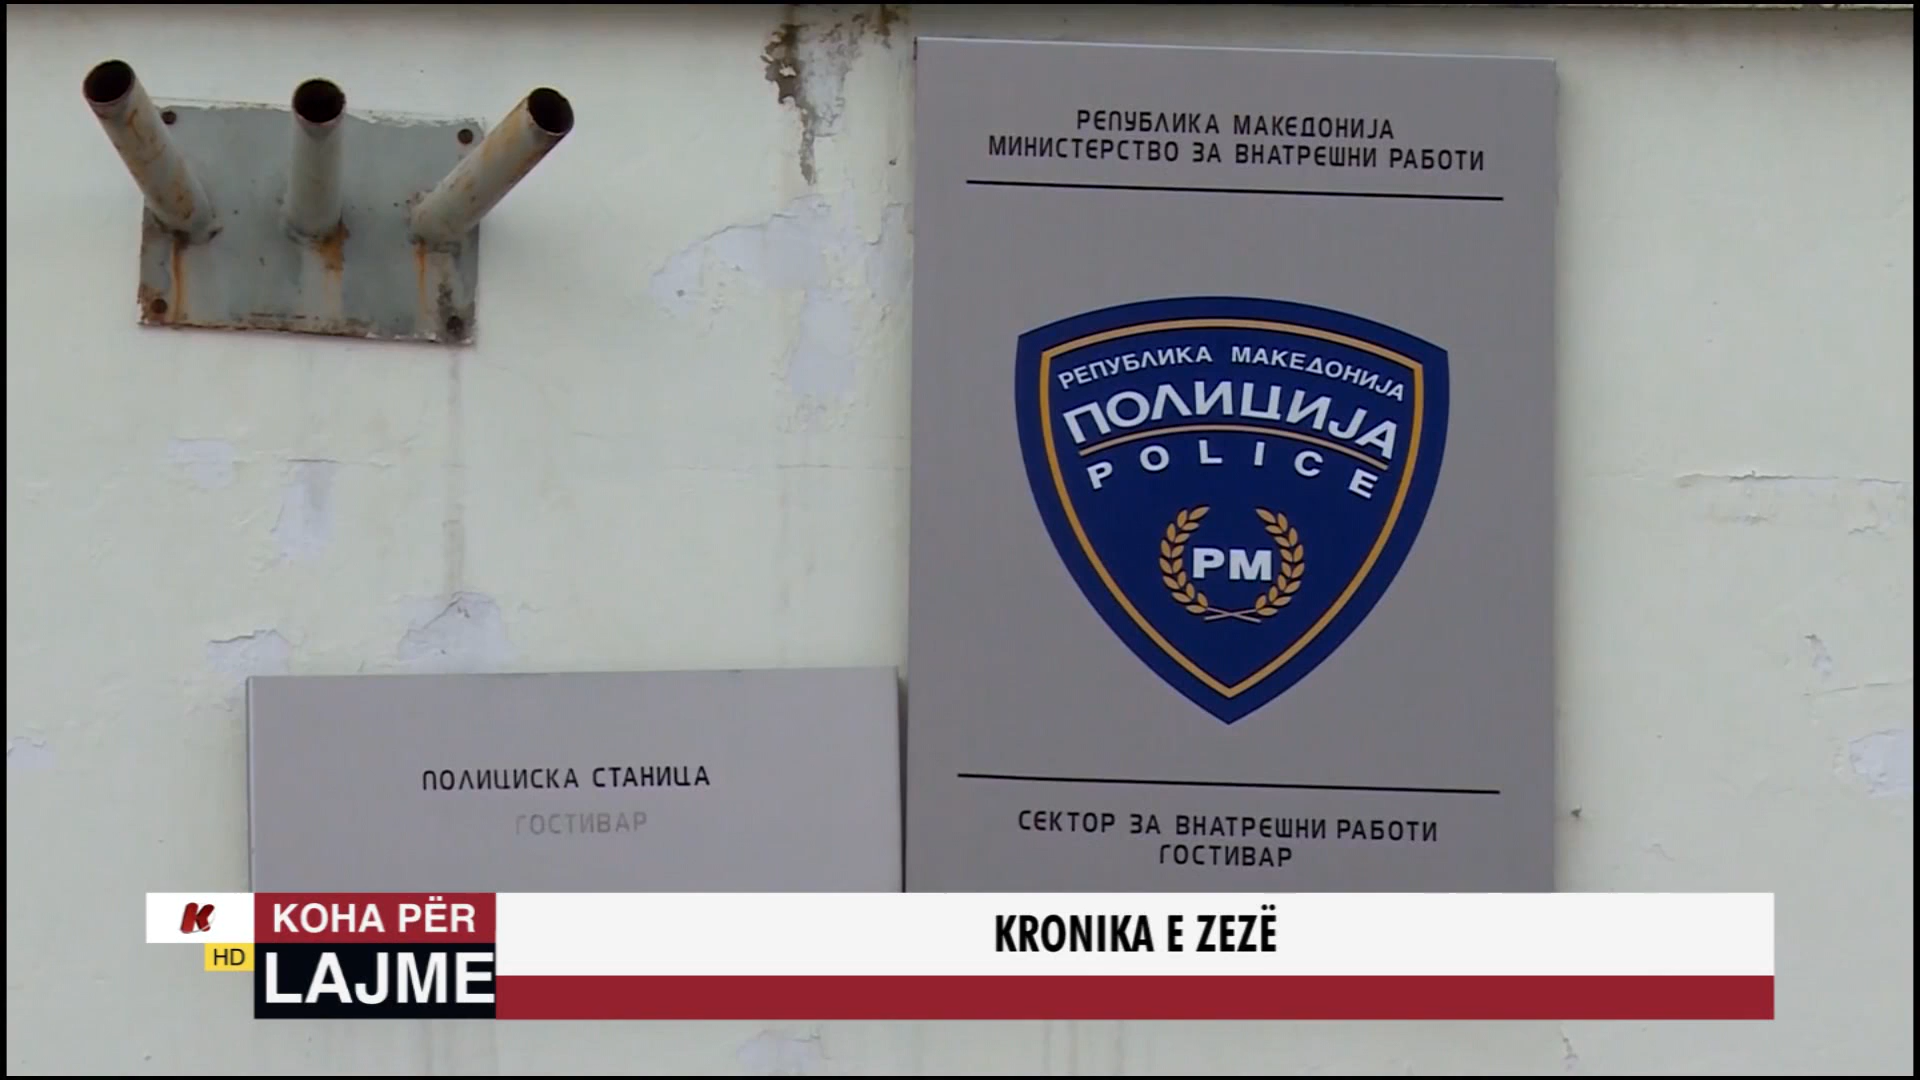 РЕПУБЛИКА МАКЕДОНИЈА
МИНИСТЕРСТВО ЗА ВНАТРЕШНИ РАБОТИ
РЕПУБЛИКА МАКЕДОНИЈА
ПОЛИЦИЈА
POLICE
РМ
СЕКТОР ЗА ВНАТРЕШНИ РАБОТИ
ГОСТИВАР
ПОЛИЦИСКА СТАНИЦА
ГОСТИВАР
K
HD
KOHA PËR
LAJME
KRONIKA E ZEZË